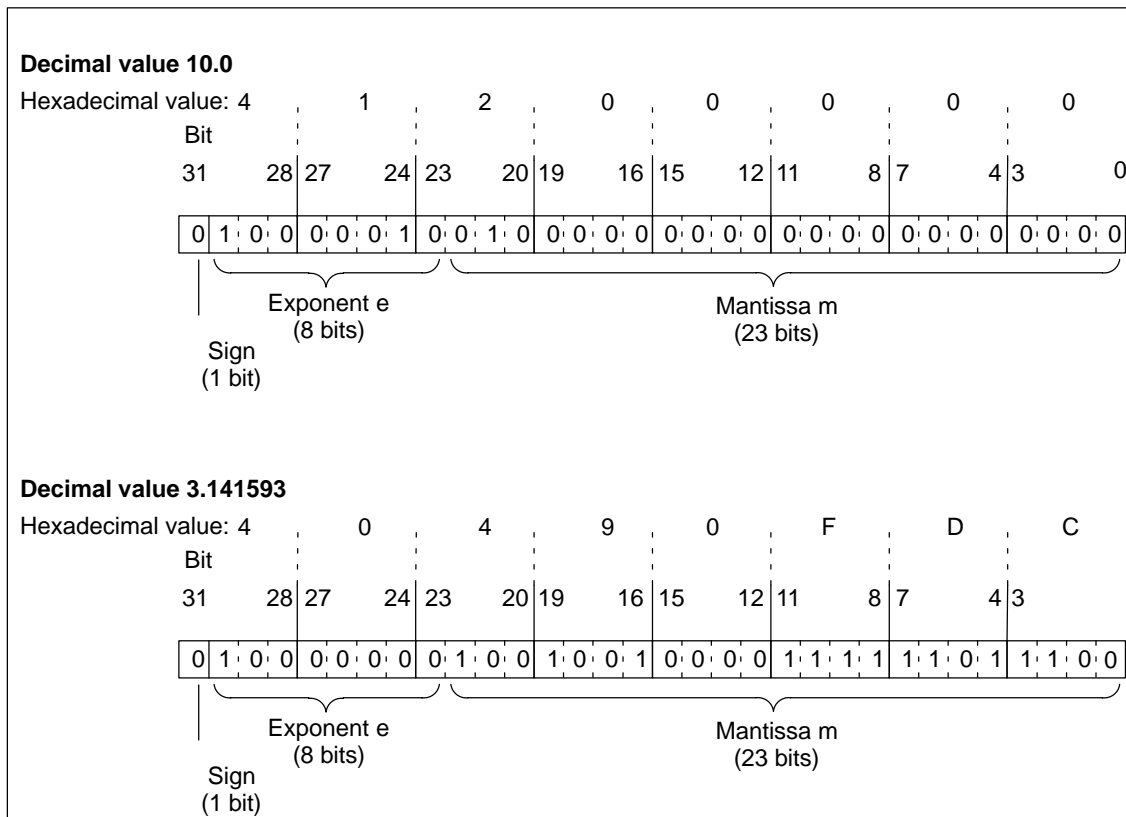 Decimal value 10.0
Hexadecimal value: 4 1 2 0 0 0 0 0
Bit
31 28 27 24 23 20 19 16 15 12 11 8 7 4 3 0
0 1 0 0 0 0 0 1 0 0 1 0 0 0 0 0 0 0 0 0 0 0 0 0 0 0 0 0 0 0 0 0
Exponent e
(8 bits)
Mantissa m
(23 bits)
Sign
(1 bit)
Decimal value 3.141593
Hexadecimal value: 4 0 4 9 0 F D C
Bit
31 28 27 24 23 20 19 16 15 12 11 8 7 4 3
0 1 0 0 0 0 0 0 0 1 0 0 1 0 0 1 0 0 0 0 1 1 1 1 1 1 0 1 1 1 0 0
Exponent e
(8 bits)
Mantissa m
(23 bits)
Sign
(1 bit)